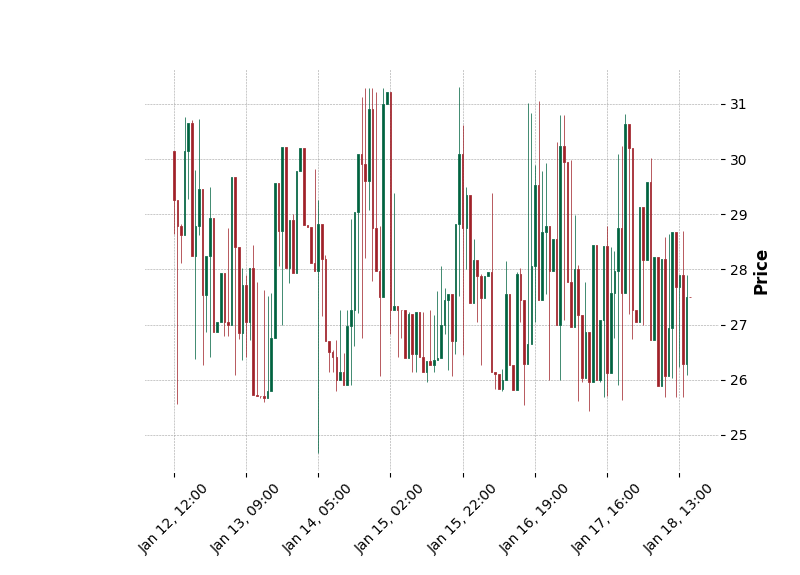 31
30
29
28
27
26
25
Price
Jan 12, 12:00
Jan 13, 09:00
Jan 14, 05:00
Jan 15, 02:00
Jan 15, 22:00
Jan 16, 19:00
Jan 17, 16:00
Jan 18, 13:00